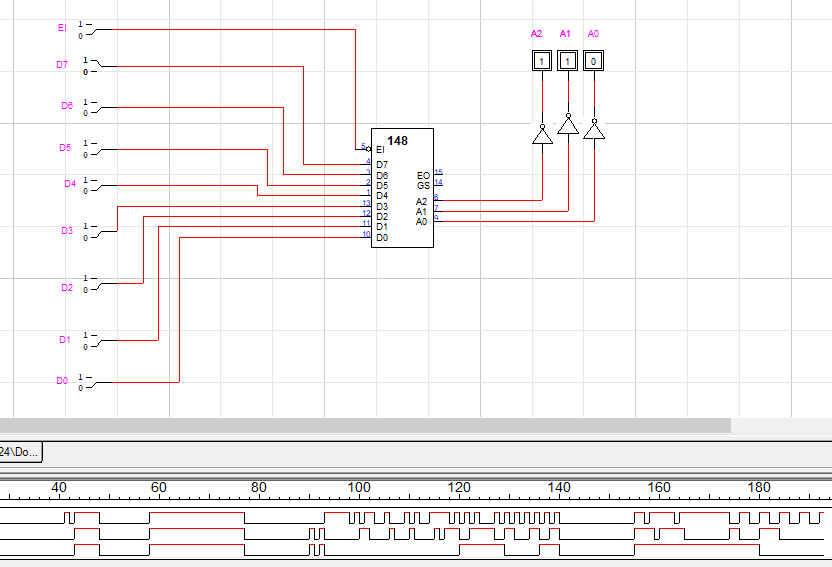 EI 1 0
D7 1 0
D6 1 0
D5 1 0
D4 1 0
D3 1 0
D2 1 0
D1 1 0
D0 1 0
A2 A1 A0
1 1 0
148
5 EI
4 D7
3 D6 EO 15
2 D5 GS 14
1 D4
13 D3 A2 6
12 D2 A1 7
11 D1 A0 9
10 D0
24\Do...
40 60 80 100 120 140 160 180